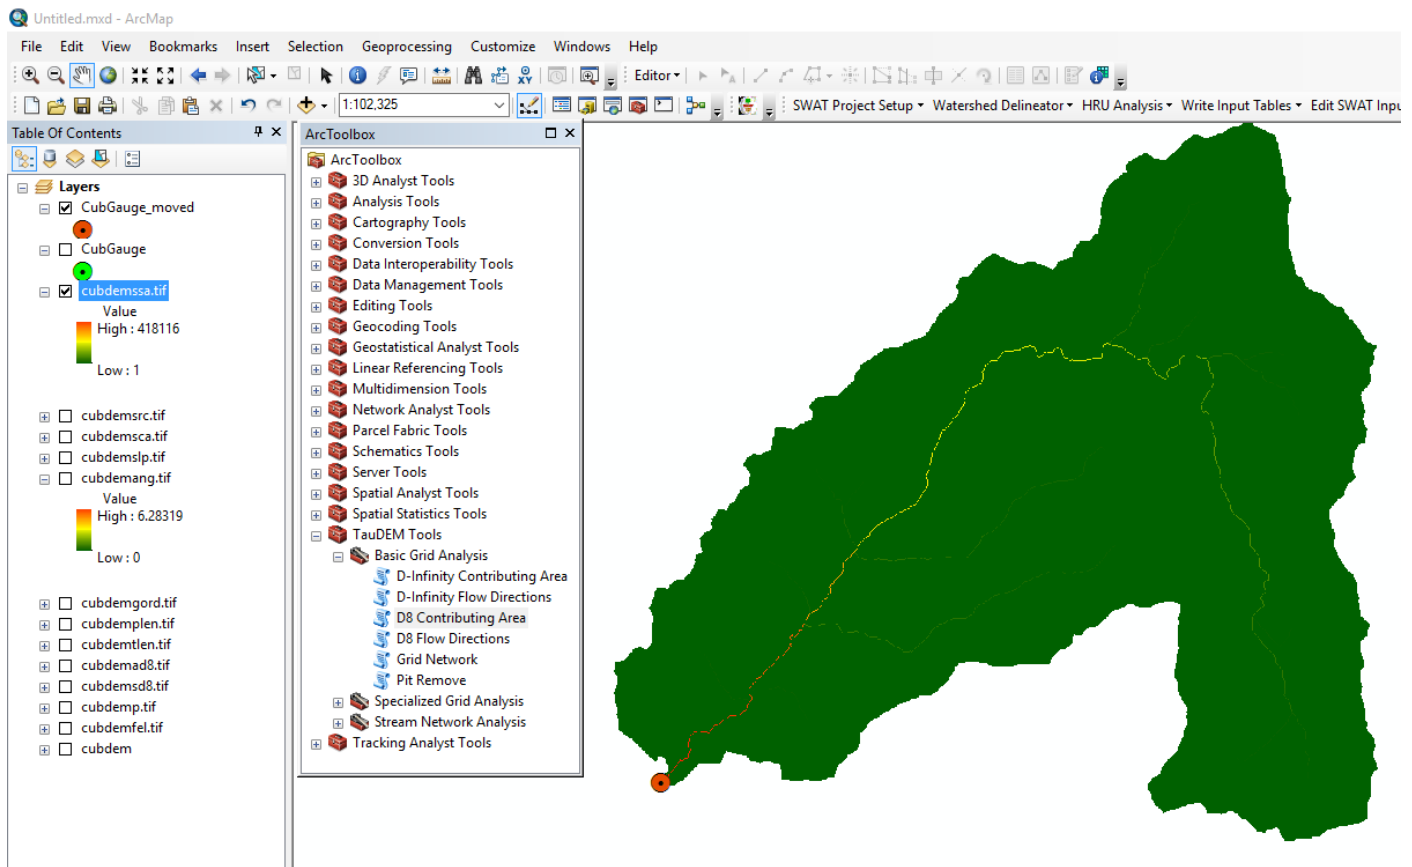 Untitled.mxd - ArcMap
File Edit View Bookmarks Insert Selection Geoprocessing Customize Windows Help
Editor
1:102,325 SWAT Project Setup Watershed Delineator HRU Analysis Write Input Tables Edit SWAT Inpu
Table Of Contents
Layers
CubGauge_moved
CubGauge
cubdemssa.tif
Value
High : 418116
Low : 1
cubdemsrc.tif
cubdemsca.tif
cubdemslp.tif
cubdemang.tif
Value
High : 6.28319
Low : 0
cubdemgord.tif
cubdemplen.tif
cubdemtlen.tif
cubdemad8.tif
cubdemsd8.tif
cubdemp.tif
cubdemfel.tif
cubdem
ArcToolbox
ArcToolbox
3D Analyst Tools
Analysis Tools
Cartography Tools
Conversion Tools
Data Interoperability Tools
Data Management Tools
Editing Tools
Geocoding Tools
Geostatistical Analyst Tools
Linear Referencing Tools
Multidimension Tools
Network Analyst Tools
Parcel Fabric Tools
Schematics Tools
Server Tools
Spatial Analyst Tools
Spatial Statistics Tools
TauDEM Tools
Basic Grid Analysis
D-Infinity Contributing Area
D-Infinity Flow Directions
D8 Contributing Area
D8 Flow Directions
Grid Network
Pit Remove
Specialized Grid Analysis
Stream Network Analysis
Tracking Analyst Tools